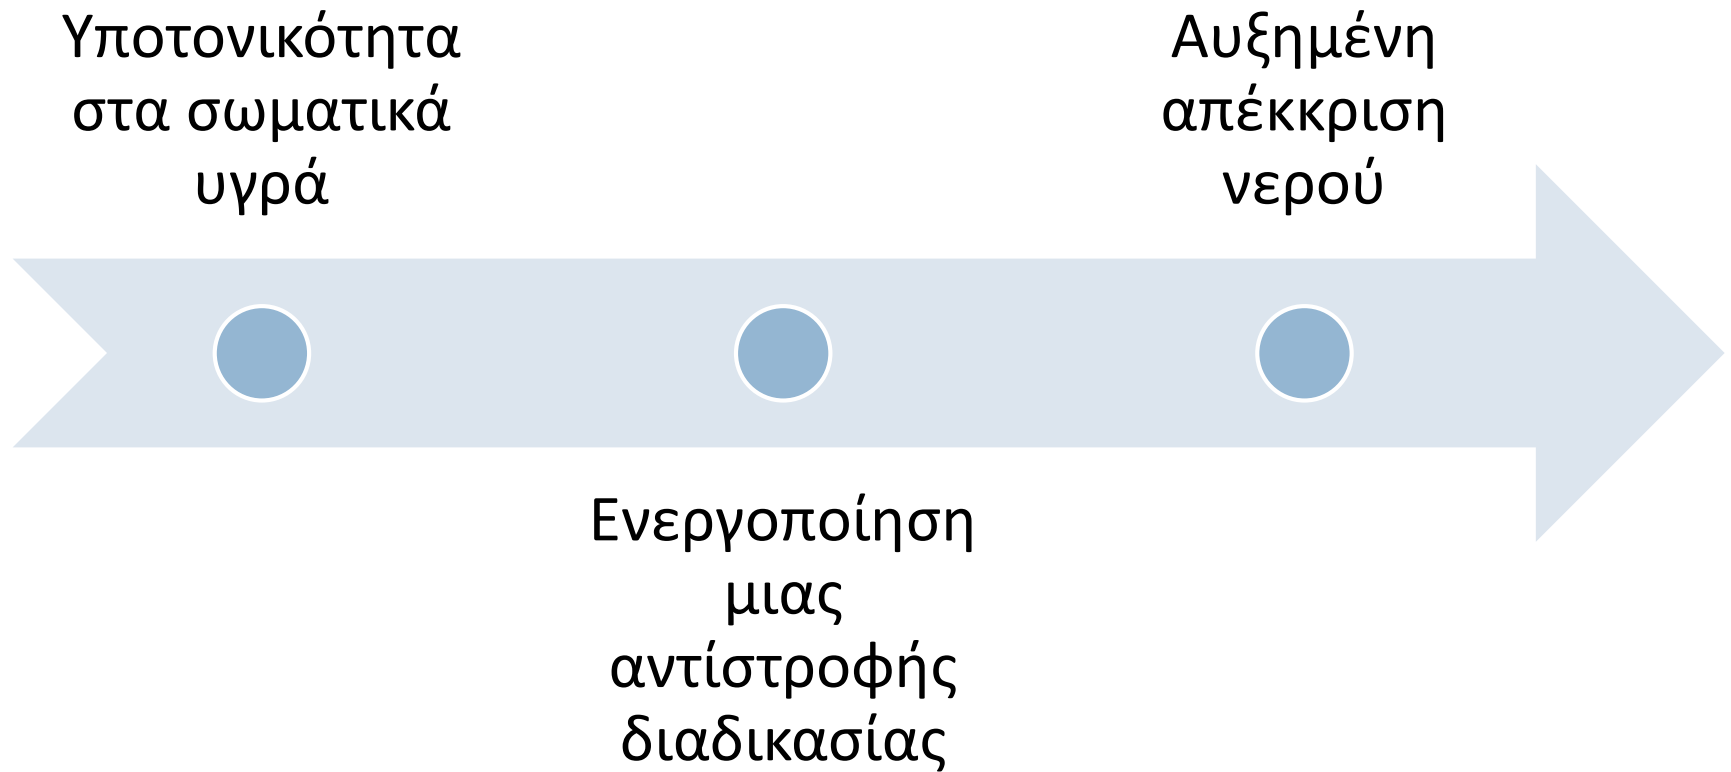 Υποτονικότητα
στα σωματικά
υγρά
Ενεργοποίηση
μιας
αντίστροφής
διαδικασίας
Αυξημένη
απέκκριση
νερού